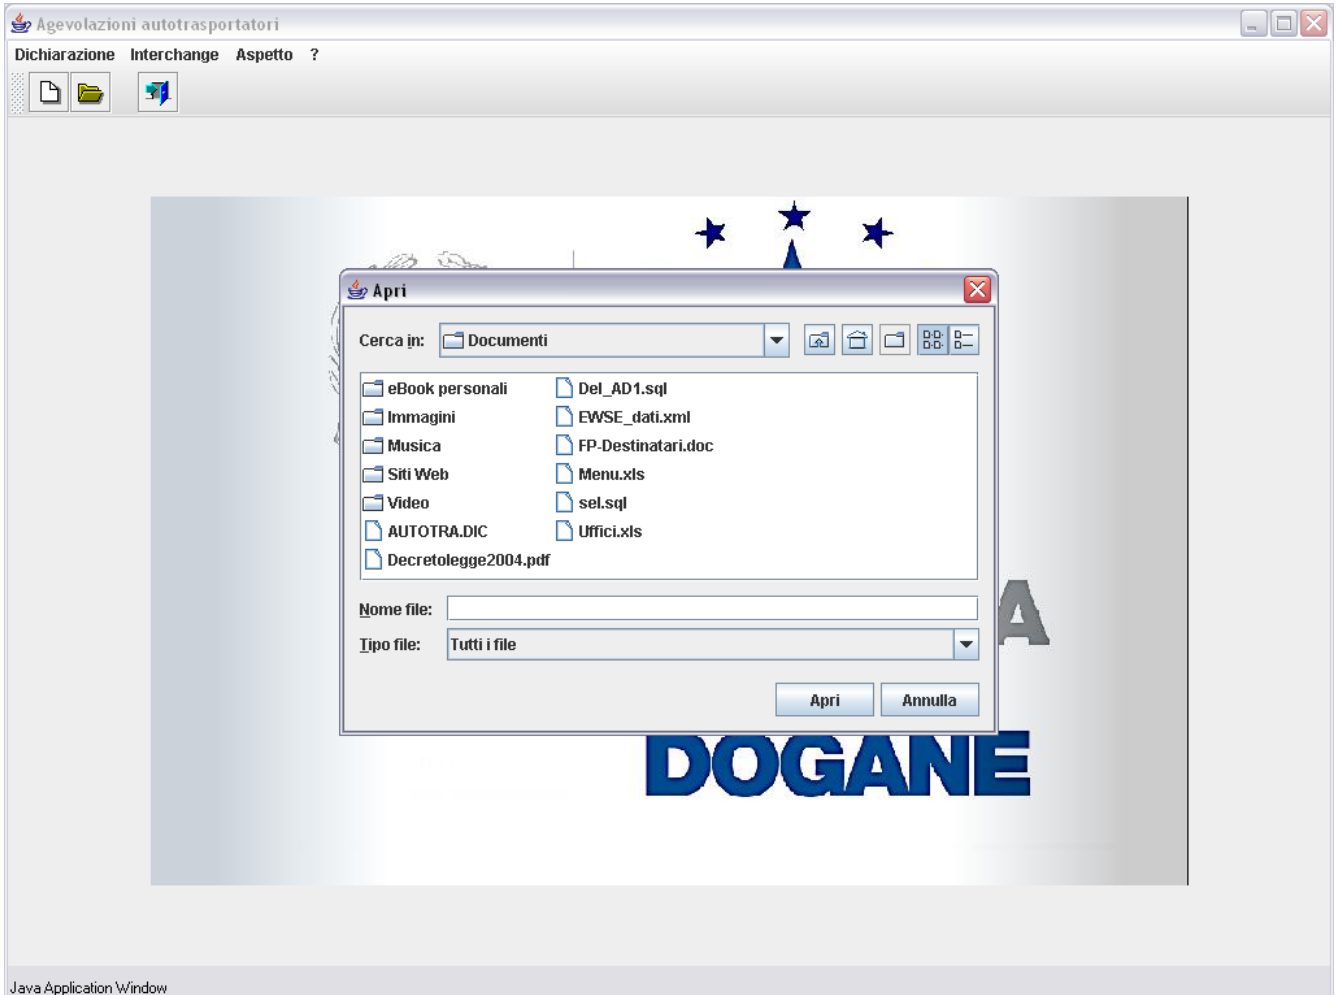 Agevolazioni autotrasportatori
Dichiarazione Interchange Aspetto ?
Apri
Cerca in: Documenti
eBook personali
Immagini
Musica
Siti Web
Video
AUTOTRA.DIC
Decretolegge2004.pdf
Del_AD1.sql
EWSE_dati.xml
FP-Destinatari.doc
Menu.xls
sel.sql
Uffici.xls
Nome file:
Tipo file: Tutti i file
Apri Annulla
A
DOGANE
Java Application Window